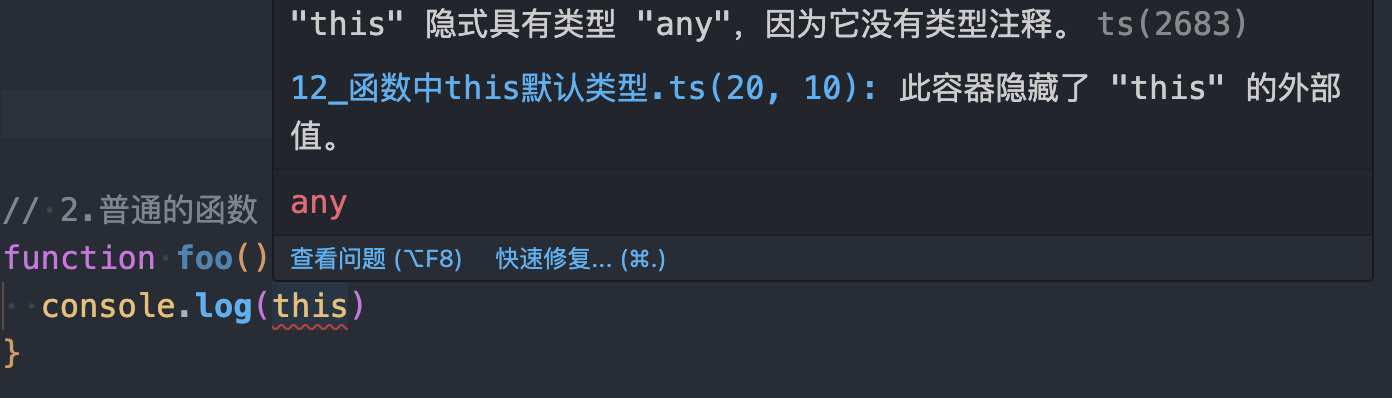 "this" 隐式具有类型 "any"，因为它没有类型注释。 ts(2683)
12_函数中this默认类型.ts(20, 10): 此容器隐藏了 "this" 的外部
值。
any
查看问题 (⌥F8) 快速修复... (⌘.)
// 2.普通的函数
function foo()
console.log(this)
}